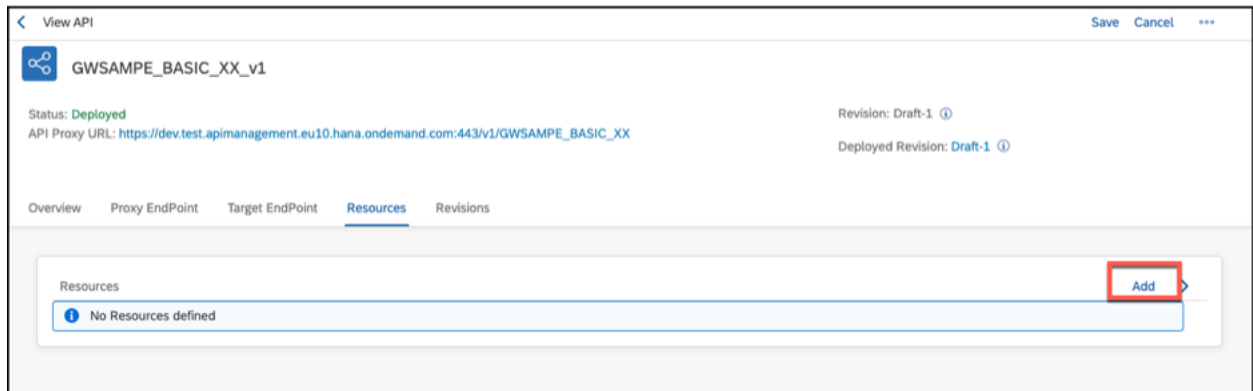 View API
Save Cancel
GWSAMPE_BASIC_XX_v1
Status: Deployed
Revision: Draft-1
API Proxy URL: https://dev.test.apimanagement.eu10.hana.ondemand.com:443/v1/GWSAMPE_BASIC_XX
Deployed Revision: Draft-1
Overview Proxy EndPoint Target EndPoint Resources Revisions
Resources
Add
No Resources defined